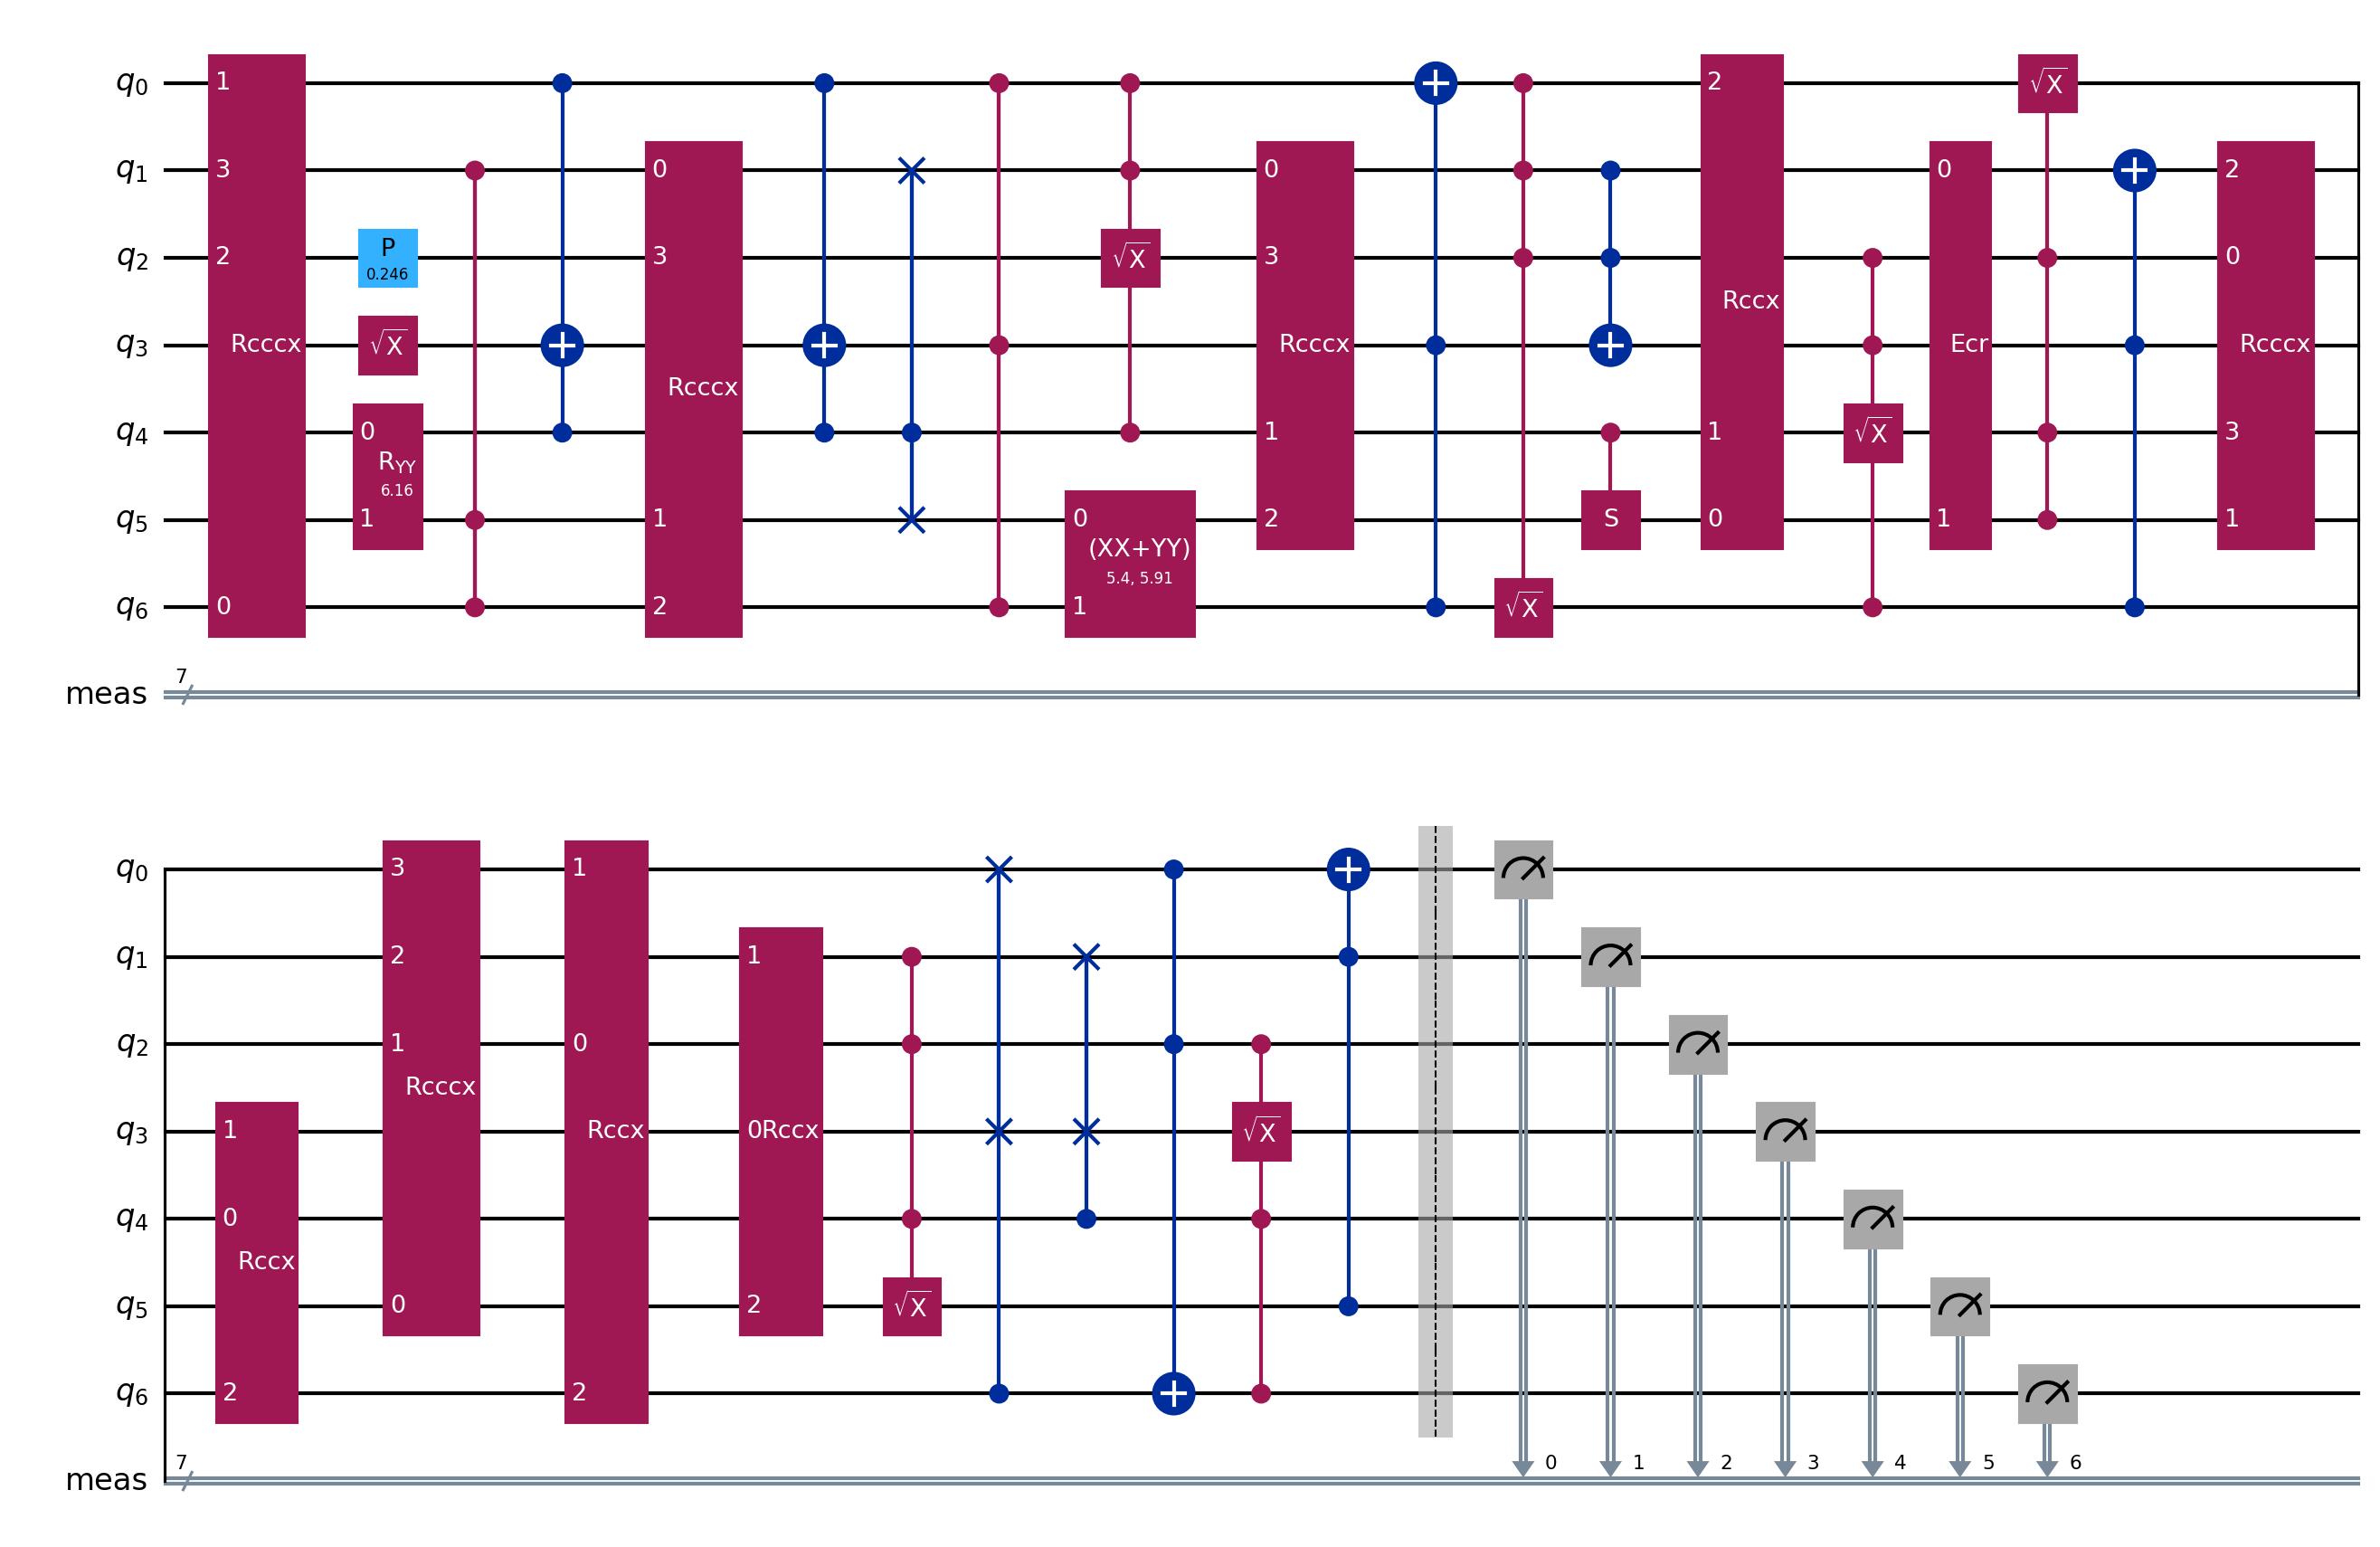 q0 1 2 √X
q1 3 0 0 0 2
q2 2 P 0.246 3 √X 3 Rccx 0
q3 Rcccx √X Rcccx Ecr Rcccx
q4 0 RYY 6.16 Rcccx 1 1 √X 3
q5 1 1 0 (XX+YY) 5.4, 5.91 2 S 0 1 1
q6 0 2 1 √X
meas 7
q0 3 1
q1 2 1
q2 1 0
q3 1 Rcccx Rccx 0Rccx √X
q4 0 Rccx
q5 0 2 √X
q6 2 2
meas 7 0 1 2 3 4 5 6